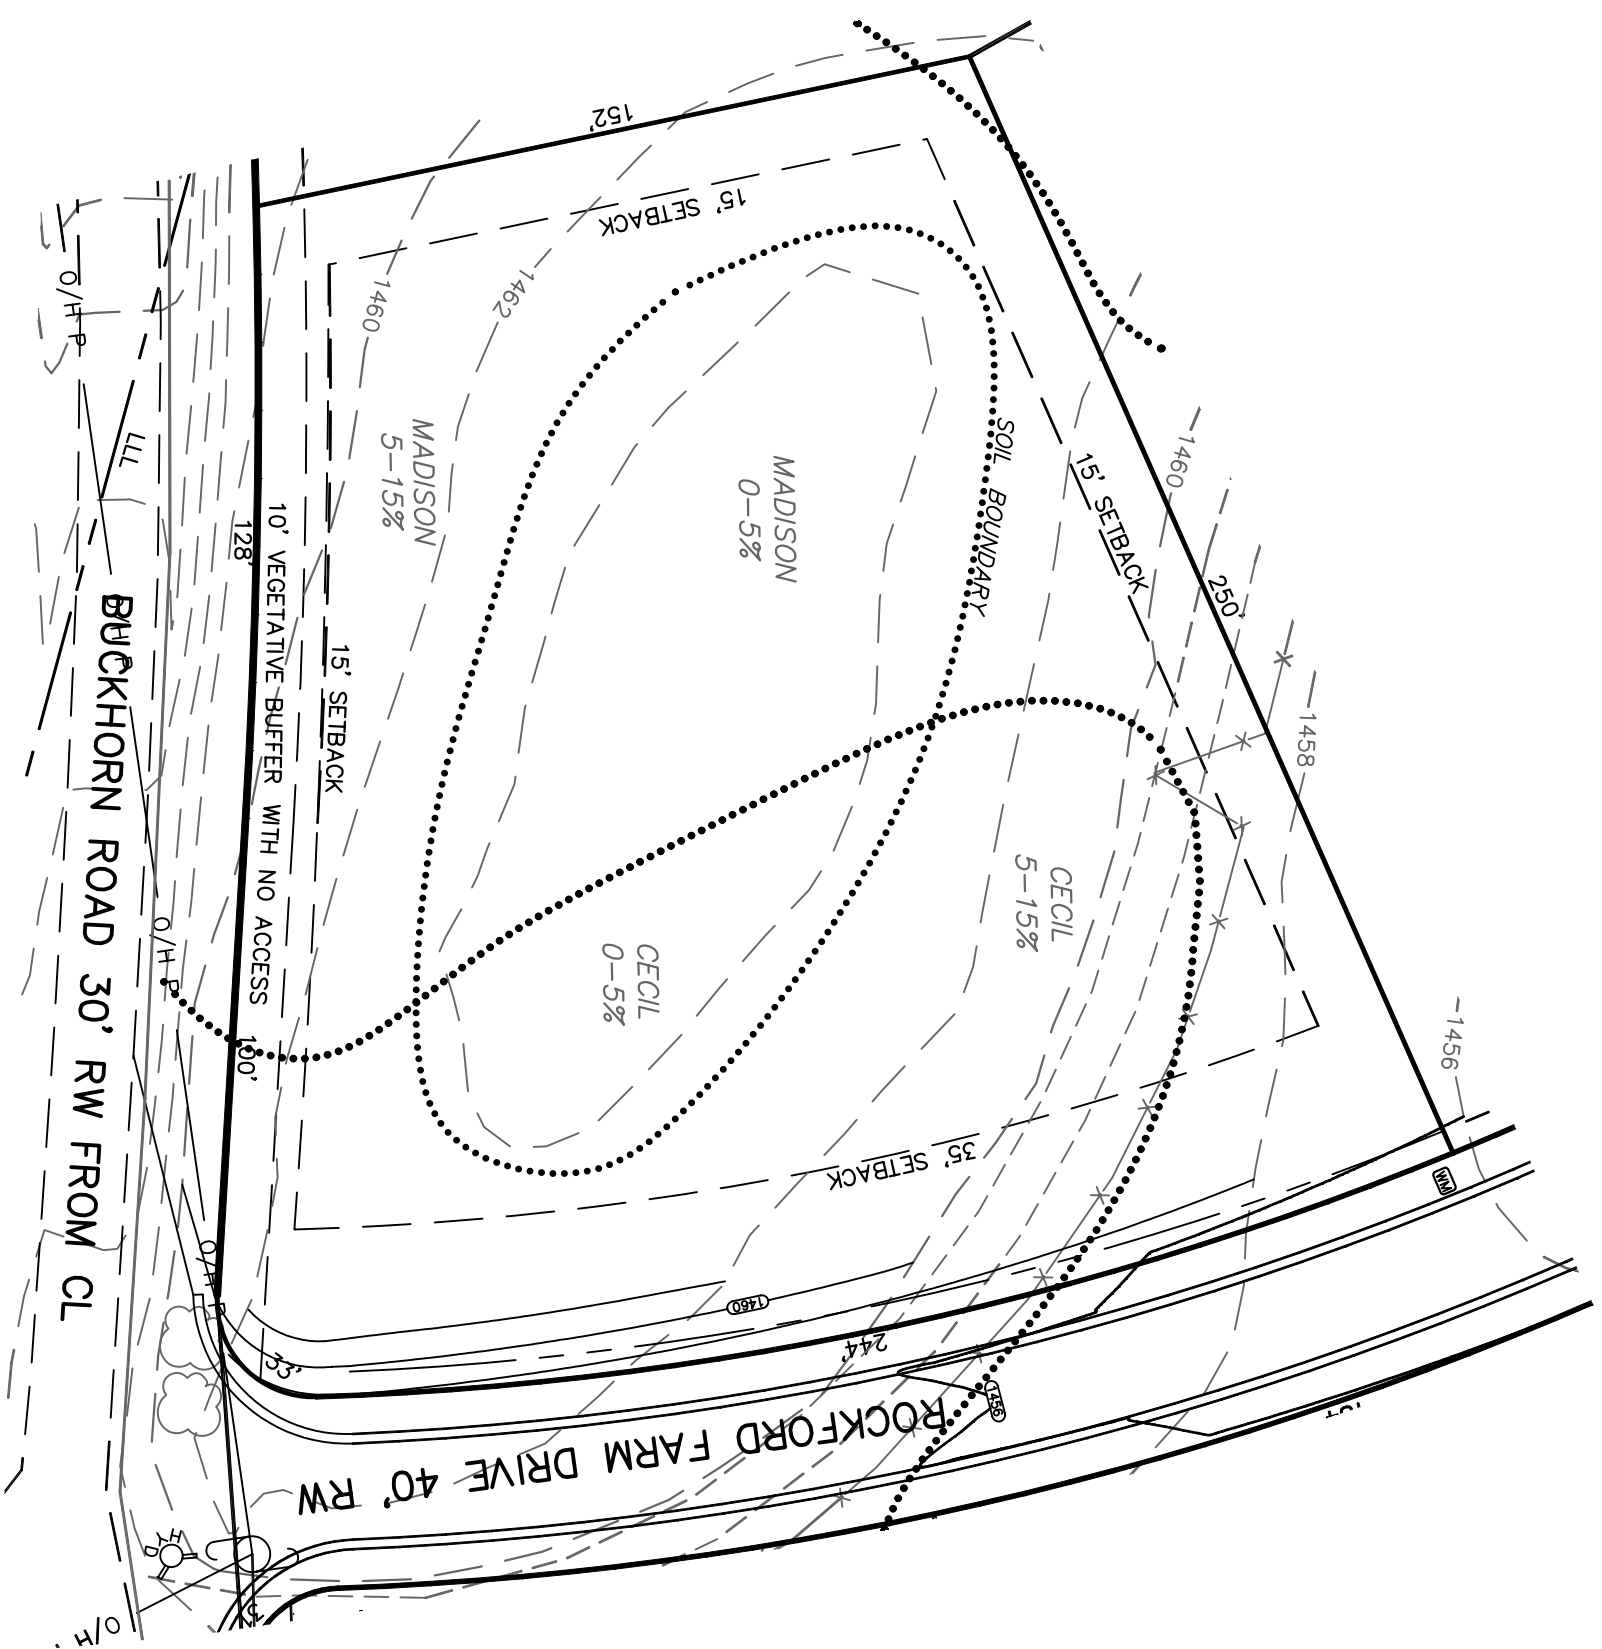 152'
15' SETBACK
1460
1462
O/H P
LLL
MADISON
5-15%
MADISON
0-5%
SOIL BOUNDARY
15' SETBACK
1460
250'
128'
10' VEGETATIVE BUFFER WITH NO ACCESS
15' SETBACK
BUCKHORN ROAD 30' RW FROM CL
1458
CECIL
5-15%
CECIL
0-5%
O/H P
100'
-1456
35' SETBACK
WM
O/H P
1460
33'
244'
1456
ROCKFORD FARM DRIVE 40' RW
HYD
O/H